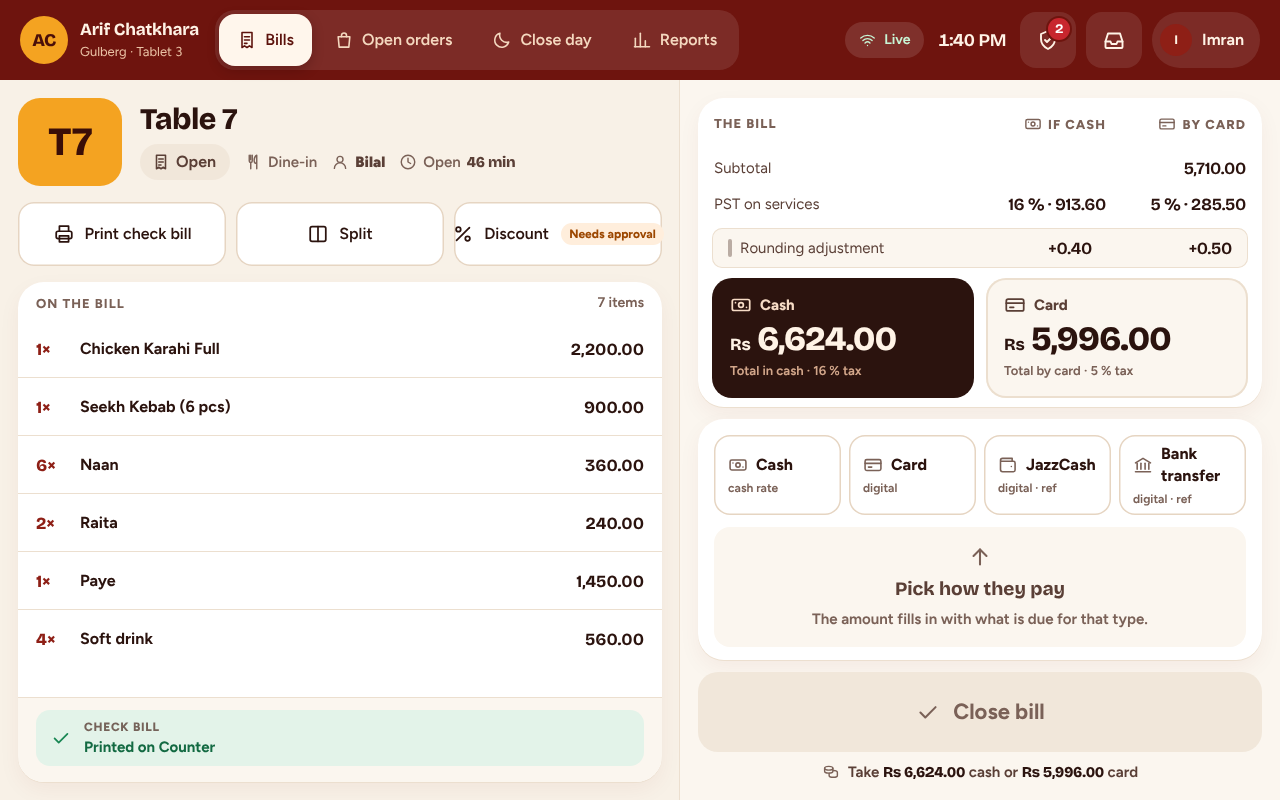 AC
Arif Chatkhara
Gulberg · Tablet 3
Bills
Open orders
Close day
Reports
Live
1:40 PM
2
I
Imran
T7
Table 7
Open
Dine-in
Bilal
Open 46 min
Print check bill
Split
Discount
Needs approval
ON THE BILL
7 items
1× Chicken Karahi Full 2,200.00
1× Seekh Kebab (6 pcs) 900.00
6× Naan 360.00
2× Raita 240.00
1× Paye 1,450.00
4× Soft drink 560.00
CHECK BILL
Printed on Counter
THE BILL
IF CASH
BY CARD
Subtotal 5,710.00
PST on services 16 % · 913.60 5 % · 285.50
Rounding adjustment +0.40 +0.50
Cash
Rs 6,624.00
Total in cash · 16 % tax
Card
Rs 5,996.00
Total by card · 5 % tax
Cash
cash rate
Card
digital
JazzCash
digital · ref
Bank
transfer
digital · ref
Pick how they pay
The amount fills in with what is due for that type.
Close bill
Take Rs 6,624.00 cash or Rs 5,996.00 card